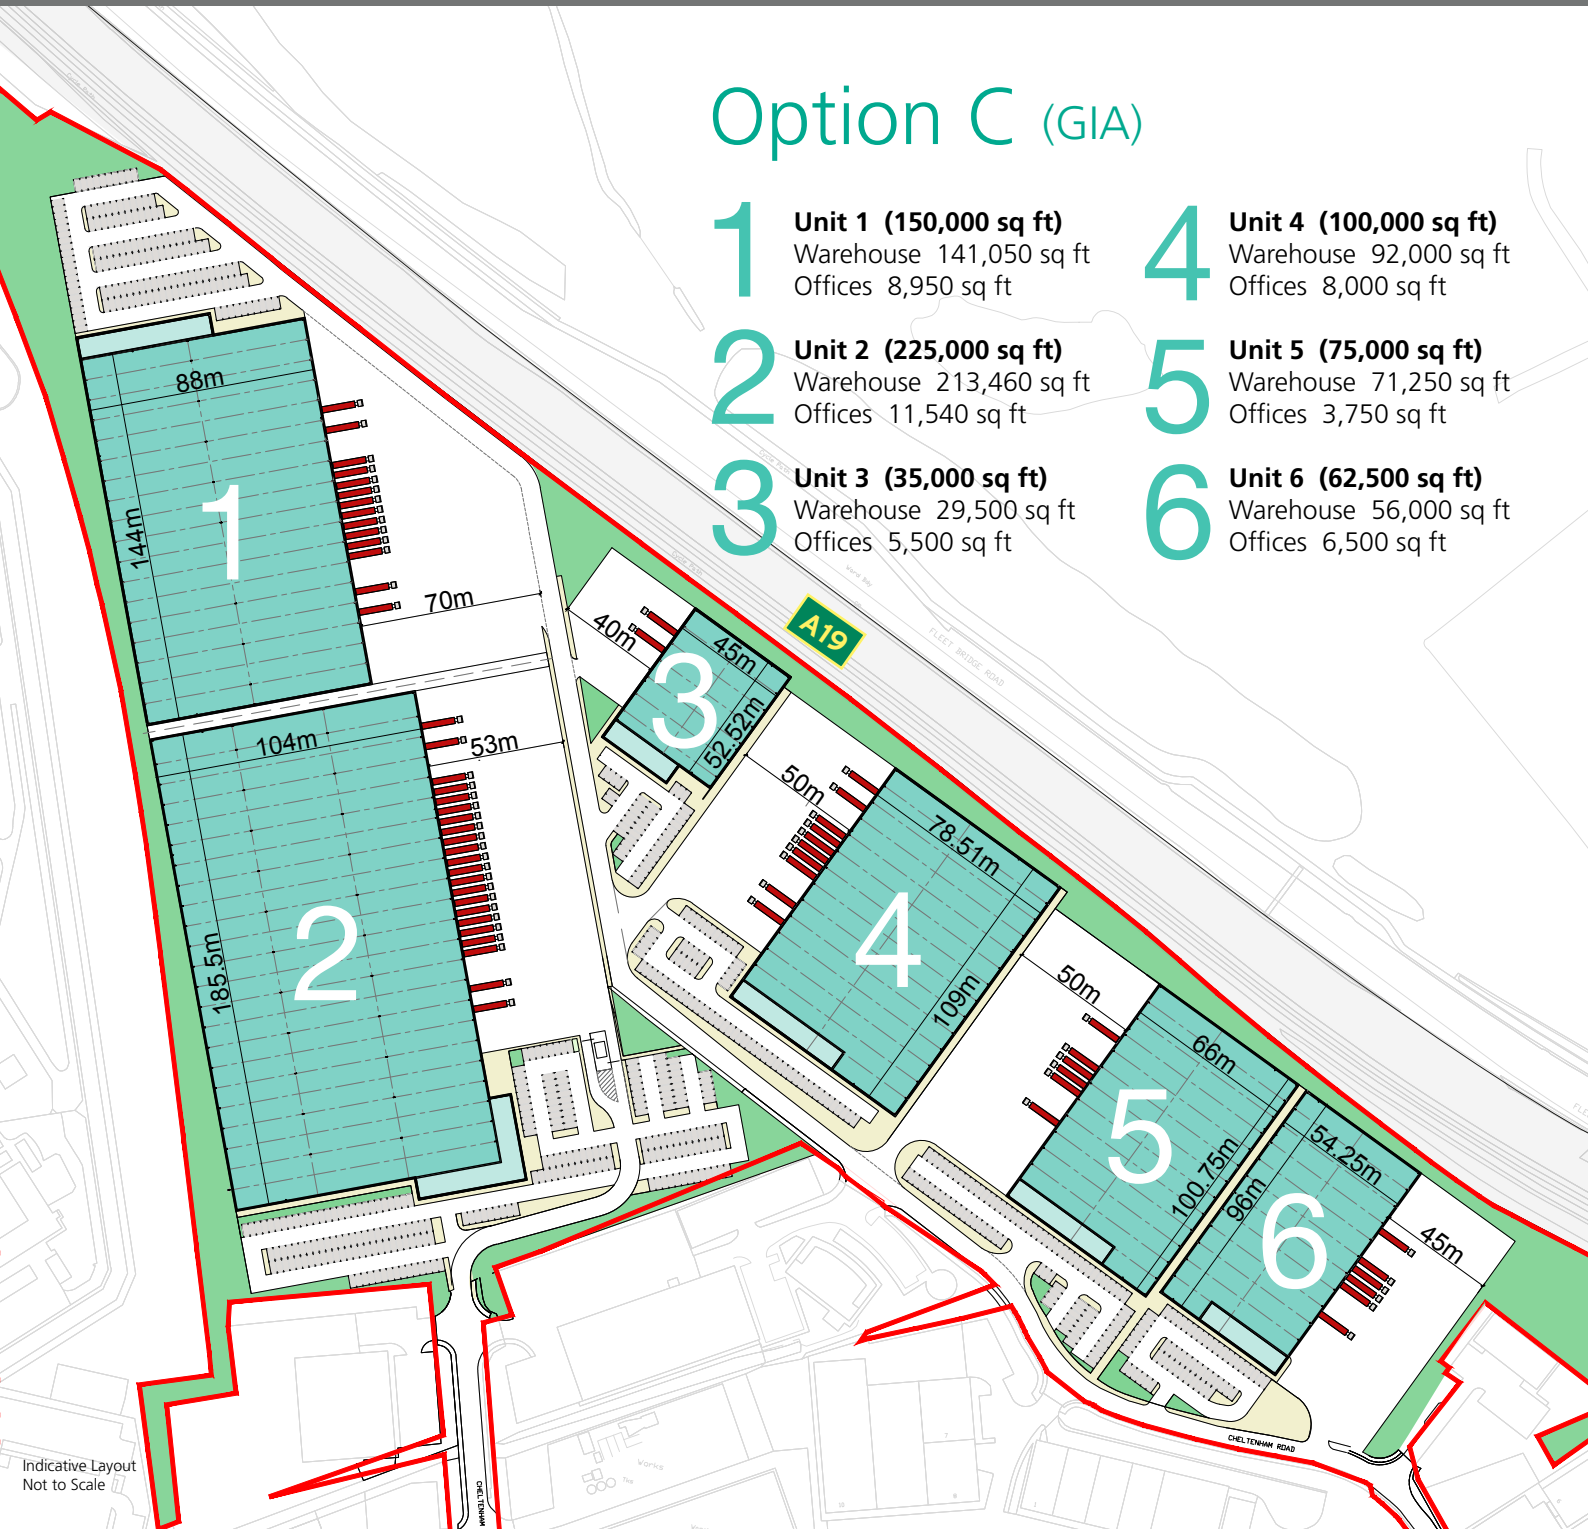 Option C (GIA)
1
Unit 1 (150,000 sq ft)
Warehouse 141,050 sq ft
Offices 8,950 sq ft
2
Unit 2 (225,000 sq ft)
Warehouse 213,460 sq ft
Offices 11,540 sq ft
3
Unit 3 (35,000 sq ft)
Warehouse 29,500 sq ft
Offices 5,500 sq ft
4
Unit 4 (100,000 sq ft)
Warehouse 92,000 sq ft
Offices 8,000 sq ft
5
Unit 5 (75,000 sq ft)
Warehouse 71,250 sq ft
Offices 3,750 sq ft
6
Unit 6 (62,500 sq ft)
Warehouse 56,000 sq ft
Offices 6,500 sq ft
88m
144m
1
70m
104m
53m
185.5m
2
40m
45m
52.52m
3
A19
FLEET BRIDGE ROAD
50m
78.51m
109m
4
50m
66m
100.75m
5
54.25m
96m
6
45m
CHELTENHAM ROAD
CHELTENHAM
Works
Indicative Layout
Not to Scale